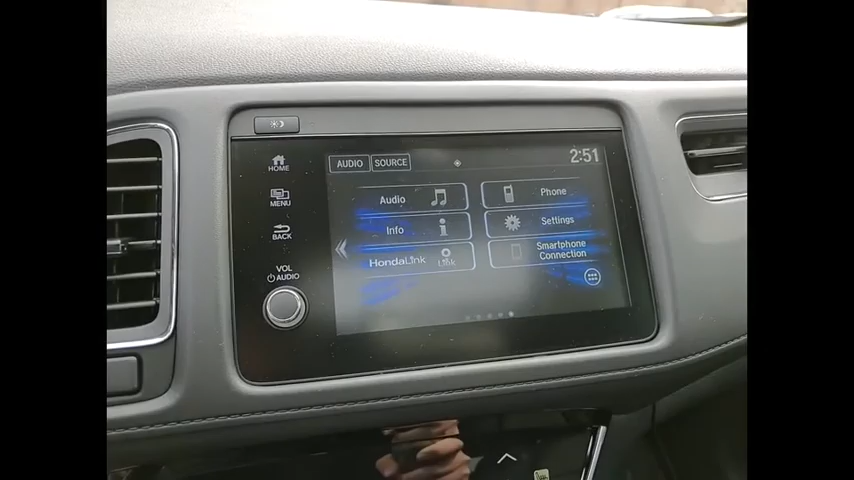 HOME
MENU
BACK
VOL
AUDIO
AUDIO SOURCE
2:51
Audio
Phone
Info
Settings
HondaLink
Smartphone
Connection